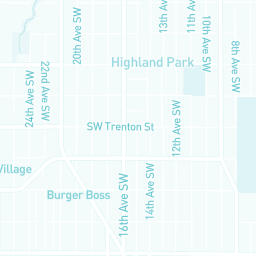 20th Ave SW
13th Ave
11th Ave
10th Ave SW
8th Ave SW
Highland Park
22nd Ave SW
24th Ave SW
SW Trenton St
12th Ave SW
Village
Burger Boss
16th Ave SW
14th Ave SW